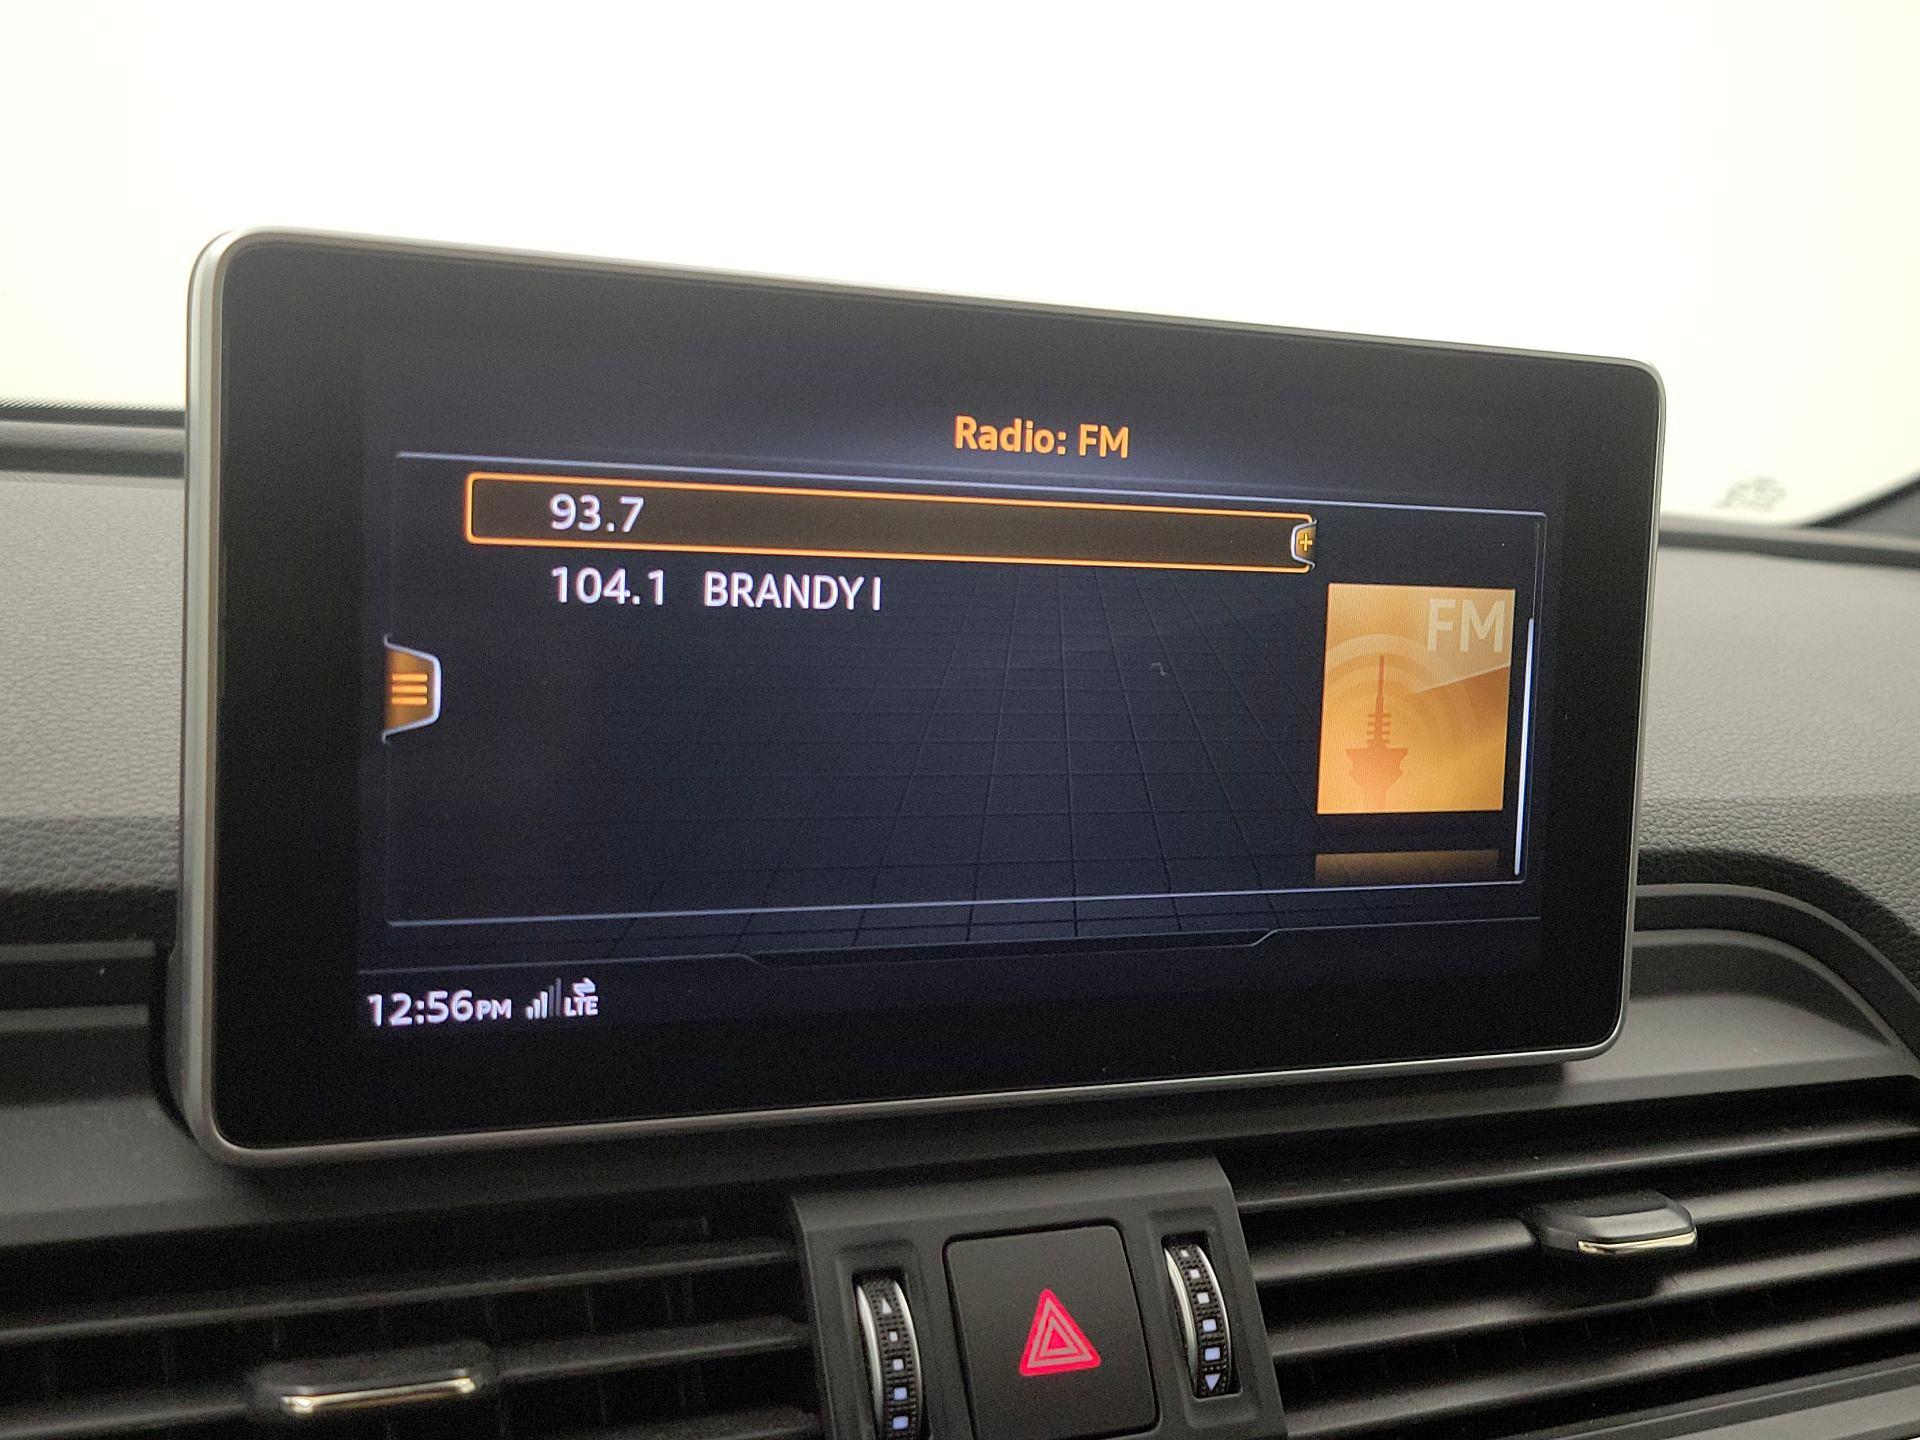 Radio: FM
93.7
104.1 BRANDY I
FM
12:56PM LTE